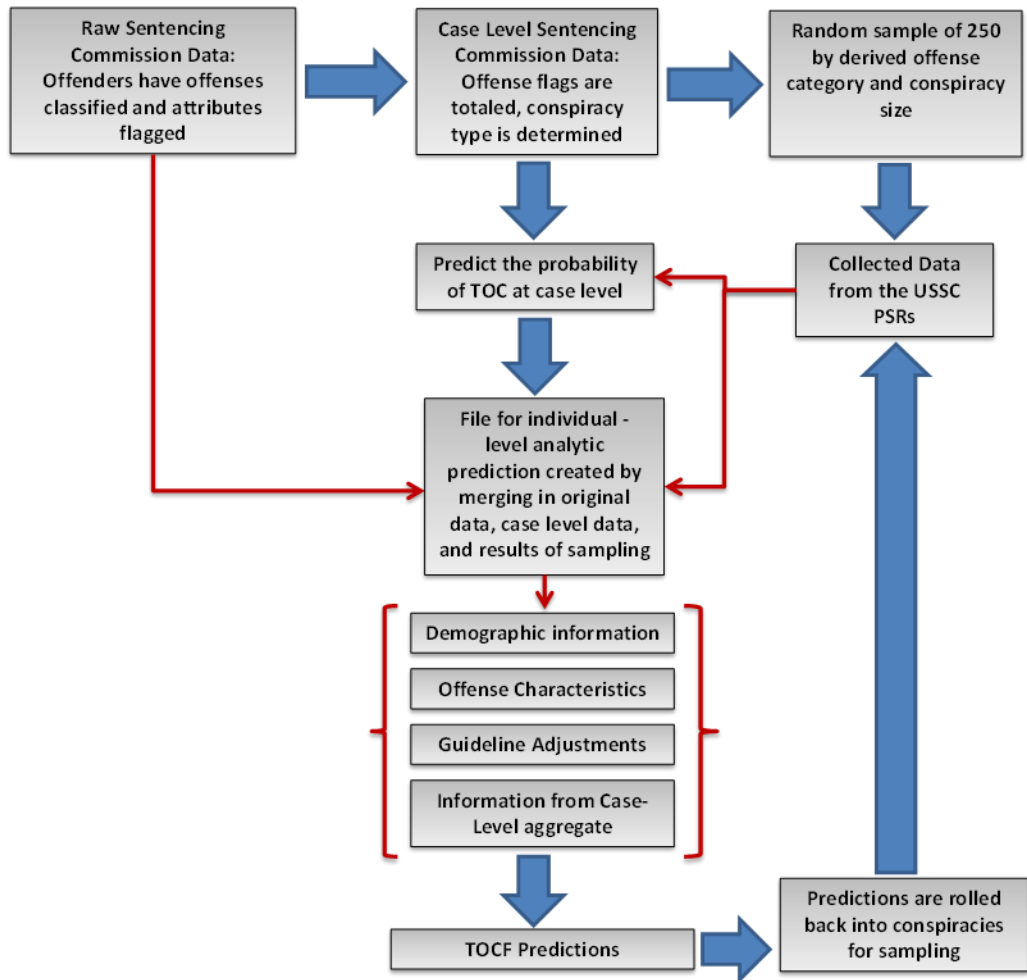 Raw Sentencing
Commission Data:
Offenders have offenses
classified and attributes
flagged
Case Level Sentencing
Commission Data:
Offense flags are
totaled, conspiracy
type is determined
Random sample of 250
by derived offense
category and conspiracy
size
Predict the probability
of TOC at case level
Collected Data
from the USSC
PSRs
File for individual -
level analytic
prediction created by
merging in original
data, case level data,
and results of sampling
Demographic information
Offense Characteristics
Guideline Adjustments
Information from Case-
Level aggregate
TOCF Predictions
Predictions are rolled
back into conspiracies
for sampling